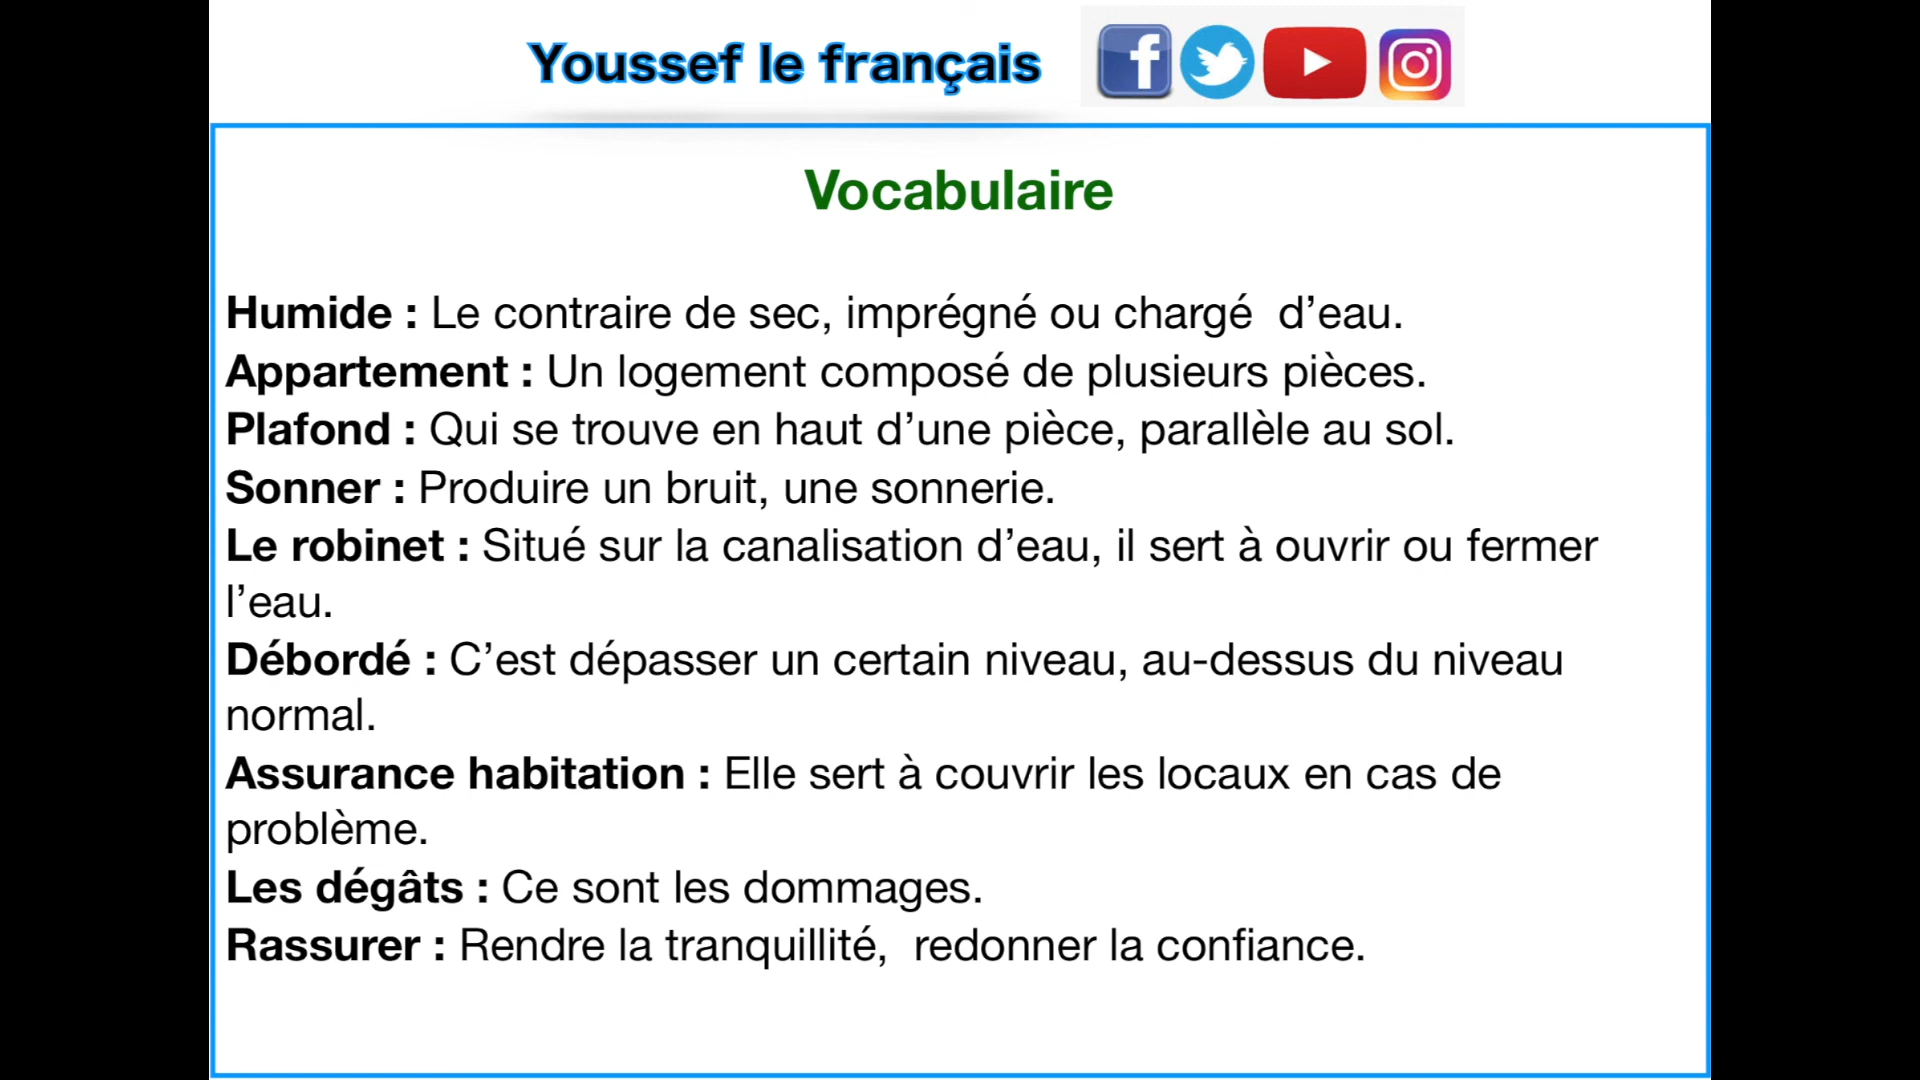 Youssef le français
Vocabulaire
Humide : Le contraire de sec, imprégné ou chargé  d’eau.
Appartement : Un logement composé de plusieurs pièces.
Plafond : Qui se trouve en haut d’une pièce, parallèle au sol.
Sonner : Produire un bruit, une sonnerie.
Le robinet : Situé sur la canalisation d’eau, il sert à ouvrir ou fermer
l’eau.
Débordé : C’est dépasser un certain niveau, au-dessus du niveau
normal.
Assurance habitation : Elle sert à couvrir les locaux en cas de
problème.
Les dégâts : Ce sont les dommages.
Rassurer : Rendre la tranquillité,  redonner la confiance.